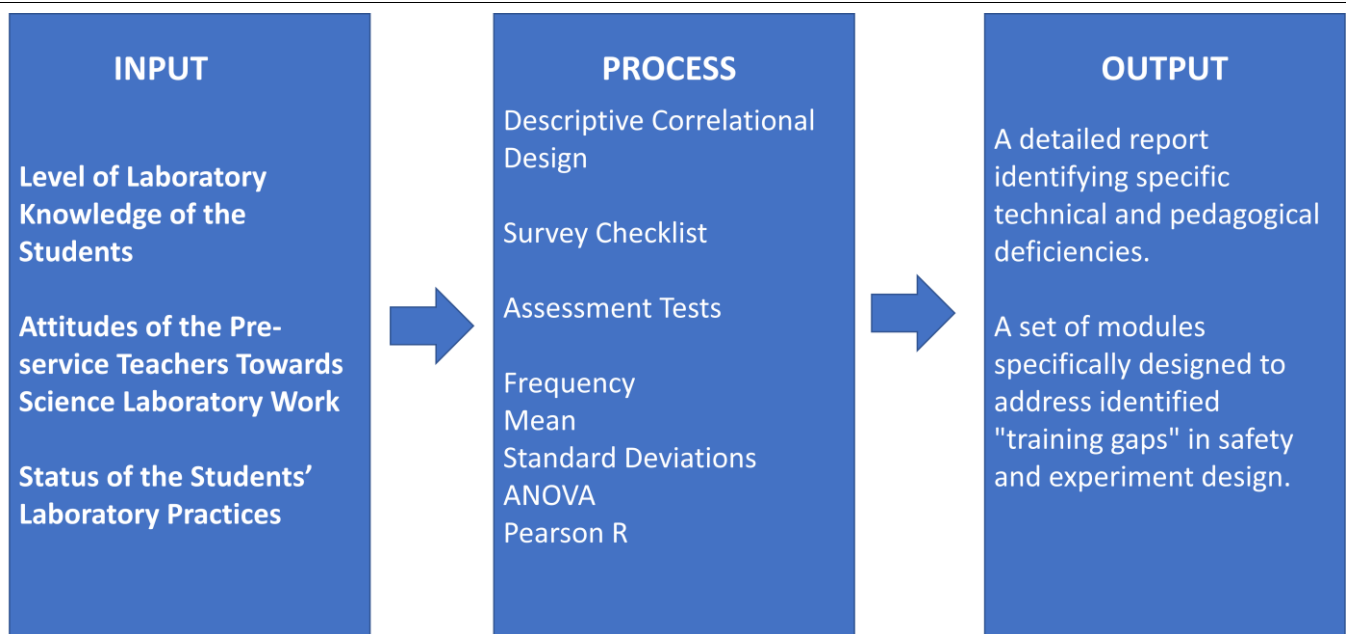 INPUT
Level of Laboratory
Knowledge of the
Students
Attitudes of the Pre-
service Teachers Towards
Science Laboratory Work
Status of the Students’
Laboratory Practices
PROCESS
Descriptive Correlational
Design
Survey Checklist
Assessment Tests
Frequency
Mean
Standard Deviations
ANOVA
Pearson R
OUTPUT
A detailed report
identifying specific
technical and pedagogical
deficiencies.
A set of modules
specifically designed to
address identified
"training gaps" in safety
and experiment design.